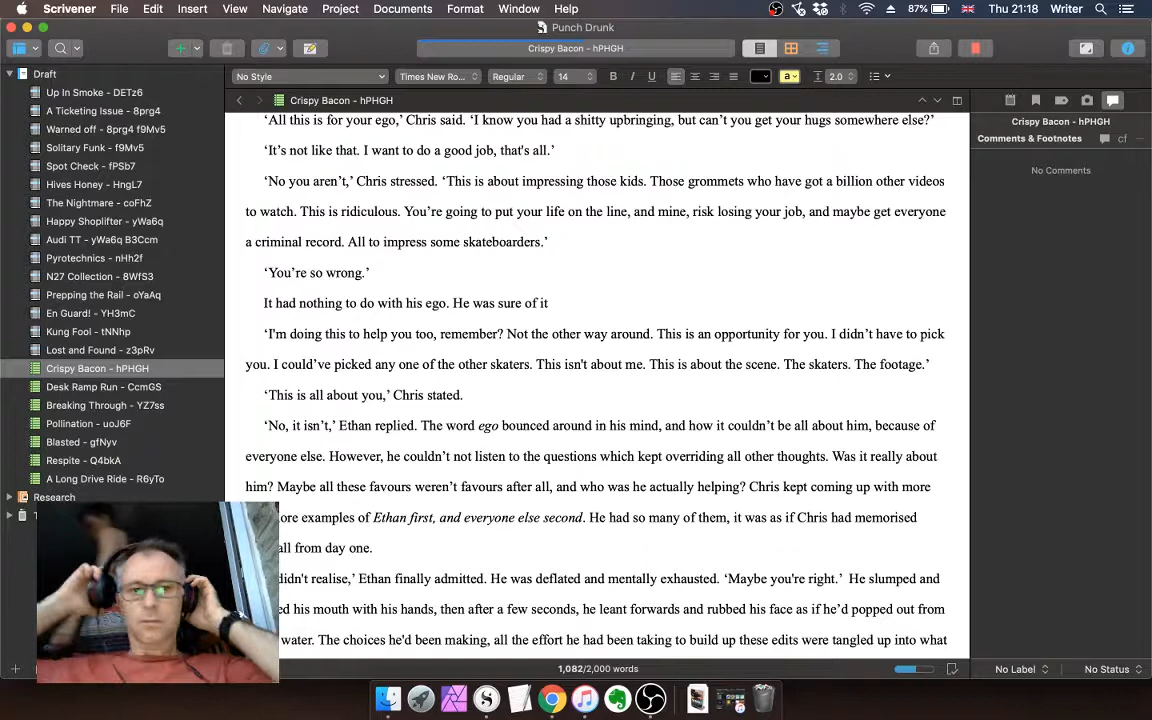 Scrivener File Edit Insert View Navigate Project Documents Format Window Help 87% Thu 21:18 Writer
Punch Drunk
Crispy Bacon - hPHGH
No Style Times New Ro... Regular 14 B I U a 2.0
Draft
Up In Smoke - DETz6
A Ticketing Issue - 8prg4
Warned off - 8prg4 f9Mv5
Solitary Funk - f9Mv5
Spot Check - fPSb7
Hives Honey - HngL7
The Nightmare - coFhZ
Happy Shoplifter - yWa6q
Audi TT - yWa6q B3Ccm
Pyrotechnics - nHh2f
N27 Collection - 8WfS3
Prepping the Rail - oYaAq
En Guard! - YH3mC
Kung Fool - tNNhp
Lost and Found - z3pRv
Crispy Bacon - hPHGH
Desk Ramp Run - CcmGS
Breaking Through - YZ7ss
Pollination - uoJ6F
Blasted - gfNyv
Respite - Q4bkA
A Long Drive Ride - R6yTo
Research
T
Crispy Bacon - hPHGH
‘All this is for your ego,’ Chris said. ‘I know you had a shitty upbringing, but can’t you get your hugs somewhere else?’
‘It’s not like that. I want to do a good job, that's all.’
‘No you aren’t,’ Chris stressed. ‘This is about impressing those kids. Those grommets who have got a billion other videos
to watch. This is ridiculous. You’re going to put your life on the line, and mine, risk losing your job, and maybe get everyone
a criminal record. All to impress some skateboarders.’
‘You’re so wrong.’
It had nothing to do with his ego. He was sure of it
‘I'm doing this to help you too, remember? Not the other way around. This is an opportunity for you. I didn’t have to pick
you. I could’ve picked any one of the other skaters. This isn't about me. This is about the scene. The skaters. The footage.’
‘This is all about you,’ Chris stated.
‘No, it isn’t,’ Ethan replied. The word ego bounced around in his mind, and how it couldn’t be all about him, because of
everyone else. However, he couldn’t not listen to the questions which kept overriding all other thoughts. Was it really about
him? Maybe all these favours weren’t favours after all, and who was he actually helping? Chris kept coming up with more
ore examples of Ethan first, and everyone else second. He had so many of them, it was as if Chris had memorised
all from day one.
didn't realise,’ Ethan finally admitted. He was deflated and mentally exhausted. ‘Maybe you're right.’ He slumped and
ed his mouth with his hands, then after a few seconds, he leant forwards and rubbed his face as if he’d popped out from
water. The choices he'd been making, all the effort he had been taking to build up these edits were tangled up into what
1,082/2,000 words
Crispy Bacon - hPHGH
Comments & Footnotes cf
No Comments
No Label No Status